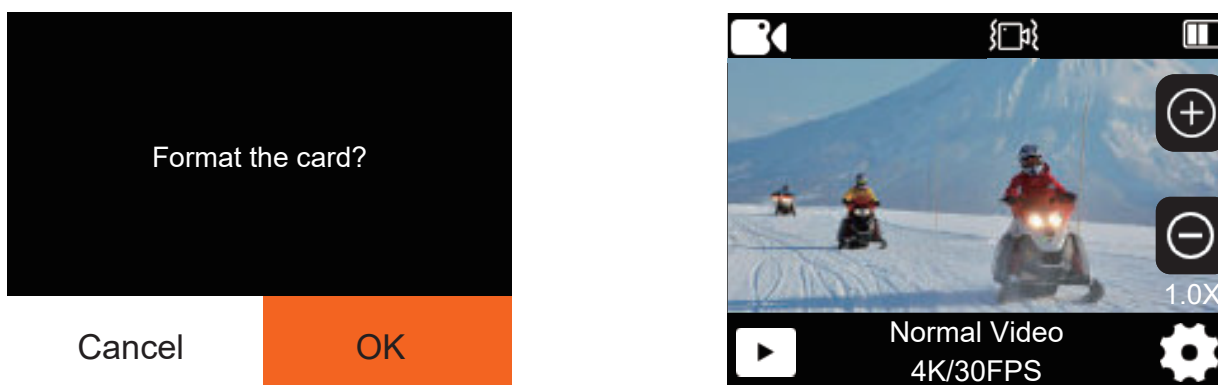 Format the card?
Cancel
OK
1.0X
Normal Video
4K/30FPS